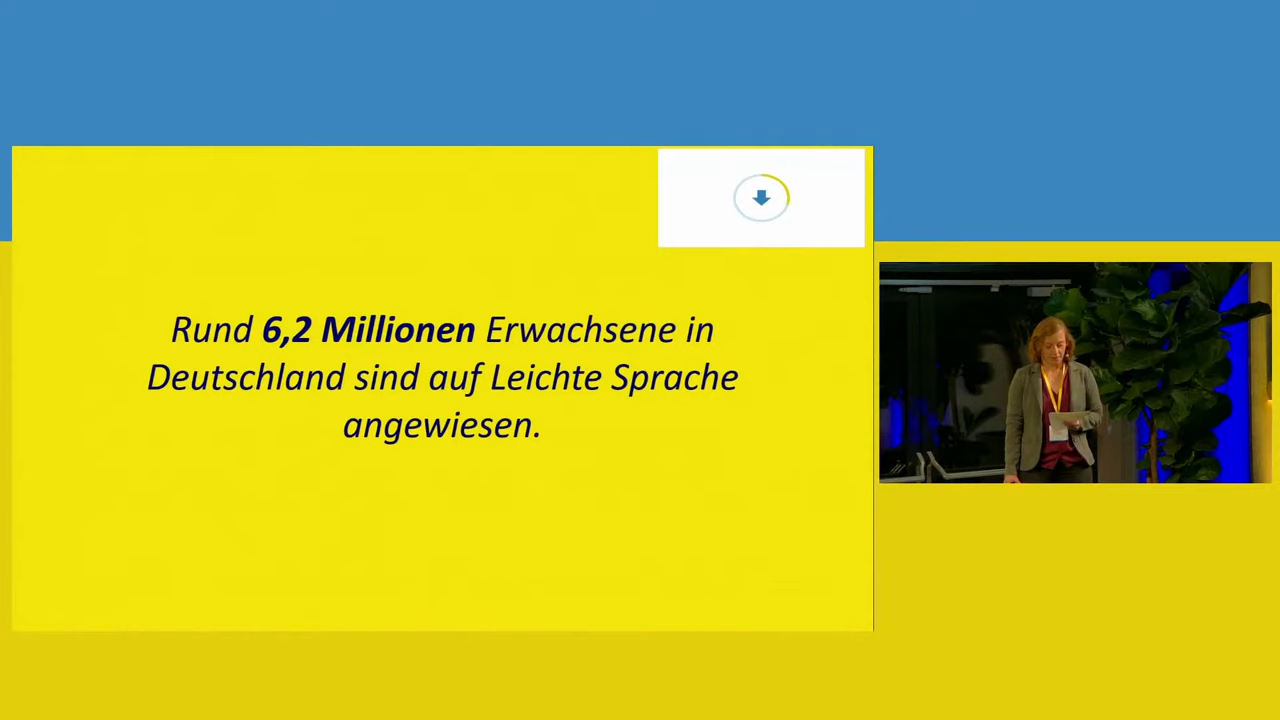 Rund 6,2 Millionen Erwachsene in
Deutschland sind auf Leichte Sprache
angewiesen.